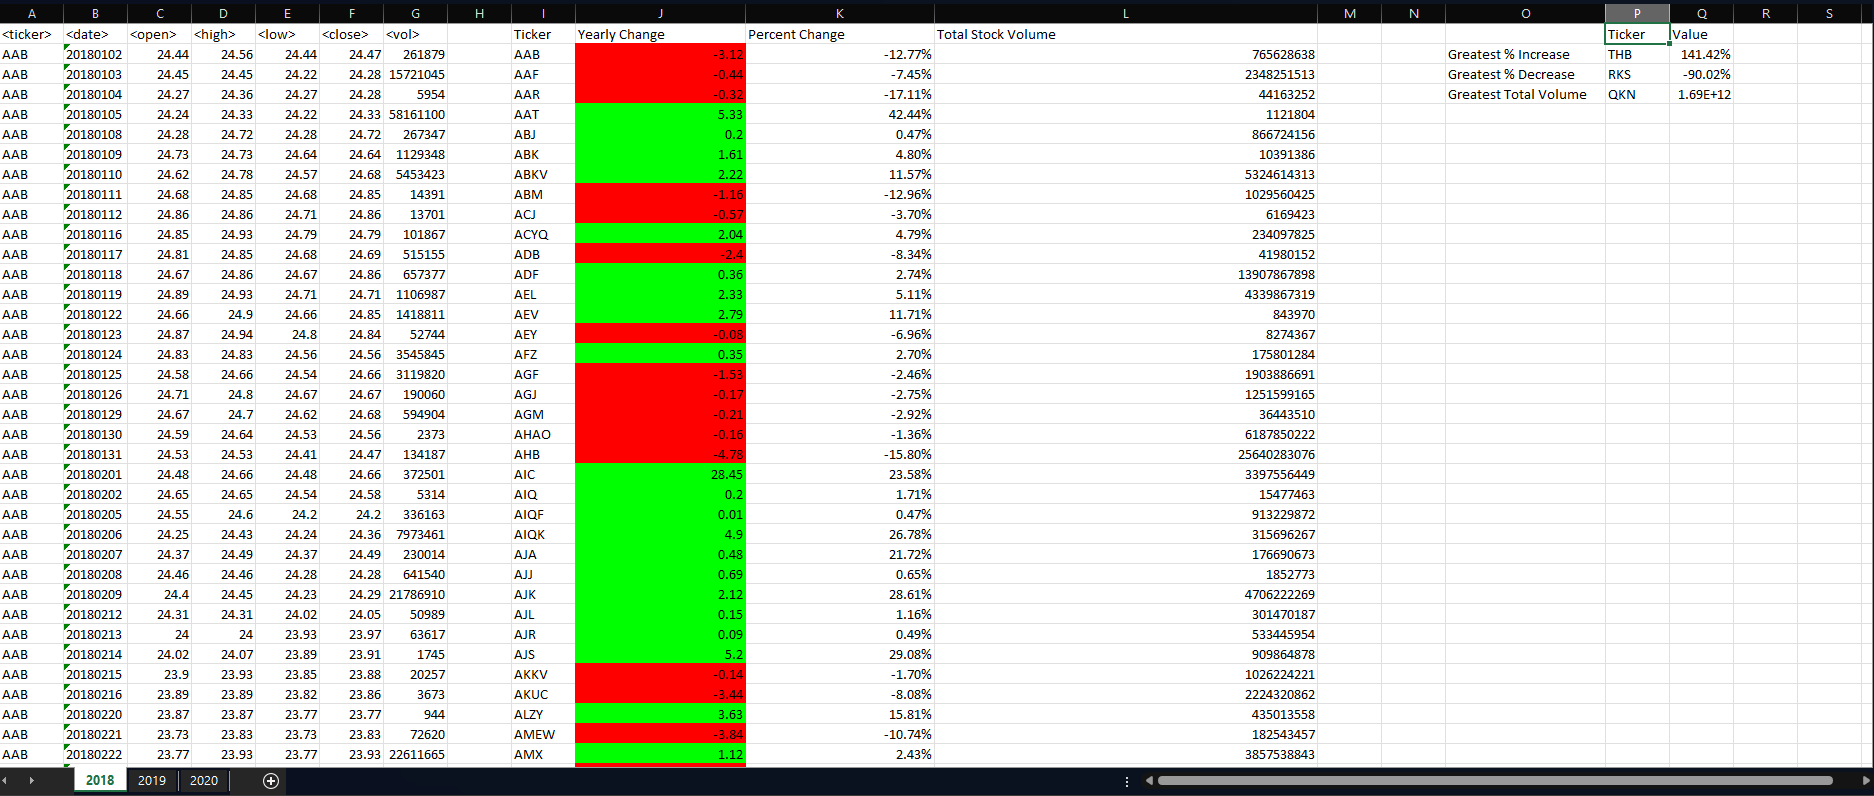 A B C D E F G H I J K L M N O P Q R S
<ticker> <date> <open> <high> <low> <close> <vol> Ticker Yearly Change Percent Change Total Stock Volume Ticker Value
AAB 20180102 24.44 24.56 24.44 24.47 261879 AAB -3.12 -12.77% 765628638 Greatest % Increase THB 141.42%
AAB 20180103 24.45 24.45 24.22 24.28 15721045 AAF -0.44 -7.45% 2348251513 Greatest % Decrease RKS -90.02%
AAB 20180104 24.27 24.36 24.27 24.28 5954 AAR -0.32 -17.11% 44163252 Greatest Total Volume QKN 1.69E+12
AAB 20180105 24.24 24.33 24.22 24.33 58161100 AAT 5.33 42.44% 1121804
AAB 20180108 24.28 24.72 24.28 24.72 267347 ABJ 0.2 0.47% 866724156
AAB 20180109 24.73 24.73 24.64 24.64 1129348 ABK 1.61 4.80% 10391386
AAB 20180110 24.62 24.78 24.57 24.68 5453423 ABKV 2.22 11.57% 5324614313
AAB 20180111 24.68 24.85 24.68 24.85 14391 ABM -1.16 -12.96% 1029560425
AAB 20180112 24.86 24.86 24.71 24.86 13701 ACJ -0.57 -3.70% 6169423
AAB 20180116 24.85 24.93 24.79 24.79 101867 ACYQ 2.04 4.79% 234097825
AAB 20180117 24.81 24.85 24.68 24.69 515155 ADB -2.4 -8.34% 41980152
AAB 20180118 24.67 24.86 24.67 24.86 657377 ADF 0.36 2.74% 13907867898
AAB 20180119 24.89 24.93 24.71 24.71 1106987 AEL 2.33 5.11% 4339867319
AAB 20180122 24.66 24.9 24.66 24.85 1418811 AEV 2.79 11.71% 843970
AAB 20180123 24.87 24.94 24.8 24.84 52744 AEY -0.08 -6.96% 8274367
AAB 20180124 24.83 24.83 24.56 24.56 3545845 AFZ 0.35 2.70% 175801284
AAB 20180125 24.58 24.66 24.54 24.66 3119820 AGF -1.53 -2.46% 1903886691
AAB 20180126 24.71 24.8 24.67 24.67 190060 AGJ -0.17 -2.75% 1251599165
AAB 20180129 24.67 24.7 24.62 24.68 594904 AGM -0.21 -2.92% 36443510
AAB 20180130 24.59 24.64 24.53 24.56 2373 AHAO -0.16 -1.36% 6187850222
AAB 20180131 24.53 24.53 24.41 24.47 134187 AHB -4.78 -15.80% 25640283076
AAB 20180201 24.48 24.66 24.48 24.66 372501 AIC 28.45 23.58% 3397556449
AAB 20180202 24.65 24.65 24.54 24.58 5314 AIQ 0.2 1.71% 15477463
AAB 20180205 24.55 24.6 24.2 24.2 336163 AIQF 0.01 0.47% 913229872
AAB 20180206 24.25 24.43 24.24 24.36 7973461 AIQK 4.9 26.78% 315696267
AAB 20180207 24.37 24.49 24.37 24.49 230014 AJA 0.48 21.72% 176690673
AAB 20180208 24.46 24.46 24.28 24.28 641540 AJJ 0.69 0.65% 1852773
AAB 20180209 24.4 24.45 24.23 24.29 21786910 AJK 2.12 28.61% 4706222269
AAB 20180212 24.31 24.31 24.02 24.05 50989 AJL 0.15 1.16% 301470187
AAB 20180213 24 24 23.93 23.97 63617 AJR 0.09 0.49% 533445954
AAB 20180214 24.02 24.07 23.89 23.91 1745 AJS 5.2 29.08% 909864878
AAB 20180215 23.9 23.93 23.85 23.88 20257 AKKV -0.14 -1.70% 1026224221
AAB 20180216 23.89 23.89 23.82 23.86 3673 AKUC -3.44 -8.08% 2224320862
AAB 20180220 23.87 23.87 23.77 23.77 944 ALZY 3.63 15.81% 435013558
AAB 20180221 23.73 23.83 23.73 23.83 72620 AMEW -3.84 -10.74% 182543457
AAB 20180222 23.77 23.93 23.77 23.93 22611665 AMX 1.12 2.43% 3857538843
2018 2019 2020